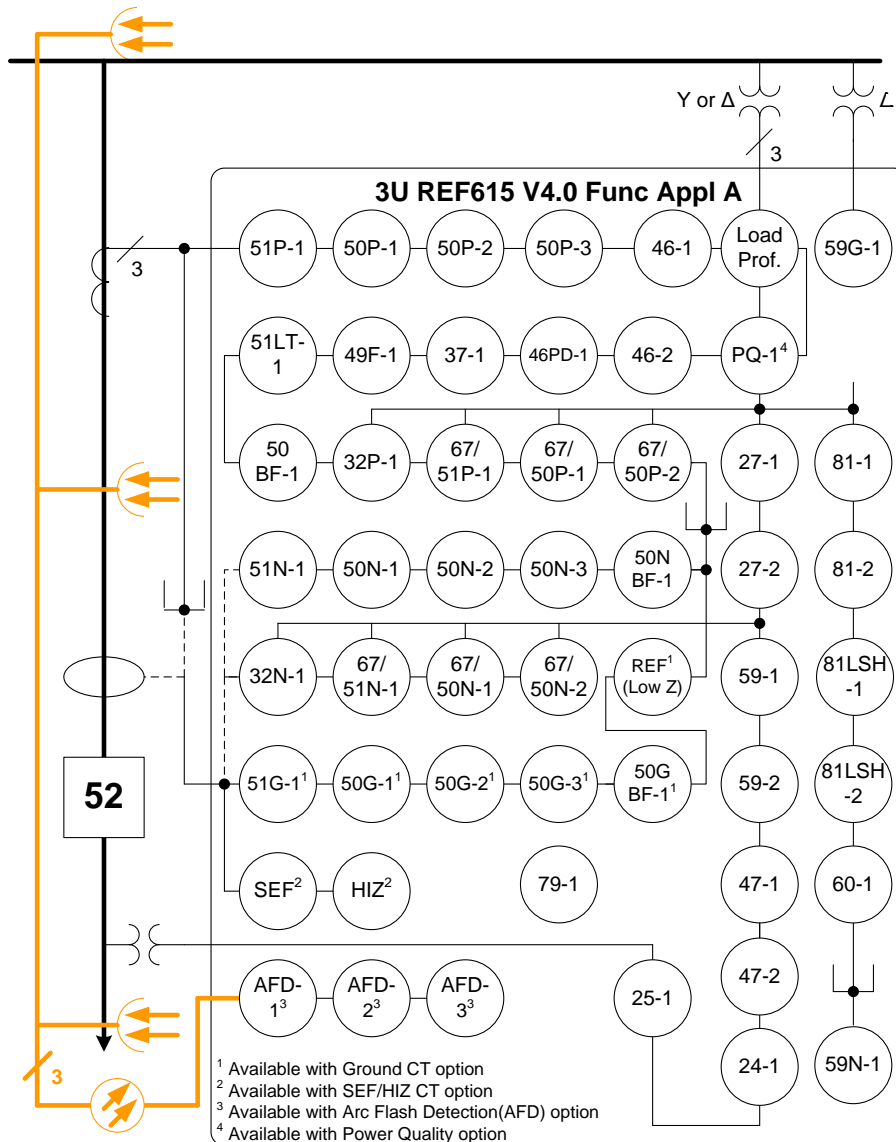 Y or Δ
3
3U REF615 V4.0 Func Appl A
3
51P-1
50P-1
50P-2
50P-3
46-1
Load
Prof.
59G-1
51LT-
1
49F-1
37-1
46PD-1
46-2
PQ-1⁴
50
BF-1
32P-1
67/
51P-1
67/
50P-1
67/
50P-2
27-1
81-1
51N-1
50N-1
50N-2
50N-3
50N
BF-1
27-2
81-2
32N-1
67/
51N-1
67/
50N-1
67/
50N-2
REF¹
(Low Z)
59-1
81LSH
-1
52
51G-1¹
50G-1¹
50G-2¹
50G-3¹
50G
BF-1¹
59-2
81LSH
-2
SEF²
HIZ²
79-1
47-1
60-1
AFD-
1³
AFD-
2³
AFD-
3³
25-1
47-2
24-1
59N-1
3
¹ Available with Ground CT option
² Available with SEF/HIZ CT option
³ Available with Arc Flash Detection(AFD) option
⁴ Available with Power Quality option